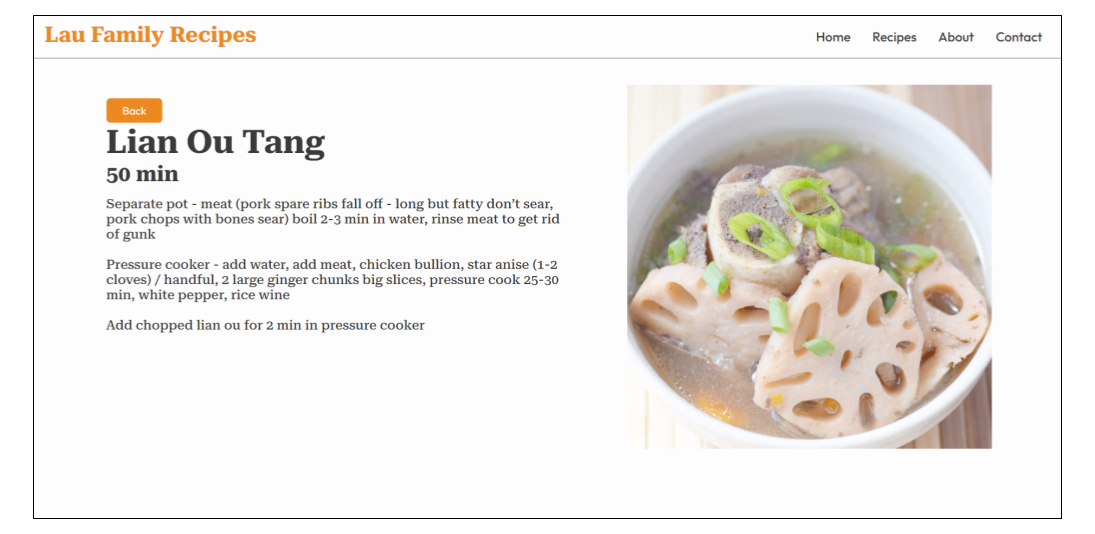 Lau Family Recipes
Home Recipes About Contact
Back
Lian Ou Tang
50 min
Separate pot - meat (pork spare ribs fall off - long but fatty don't sear,
pork chops with bones sear) boil 2-3 min in water, rinse meat to get rid
of gunk
Pressure cooker - add water, add meat, chicken bullion, star anise (1-2
cloves) / handful, 2 large ginger chunks big slices, pressure cook 25-30
min, white pepper, rice wine
Add chopped lian ou for 2 min in pressure cooker